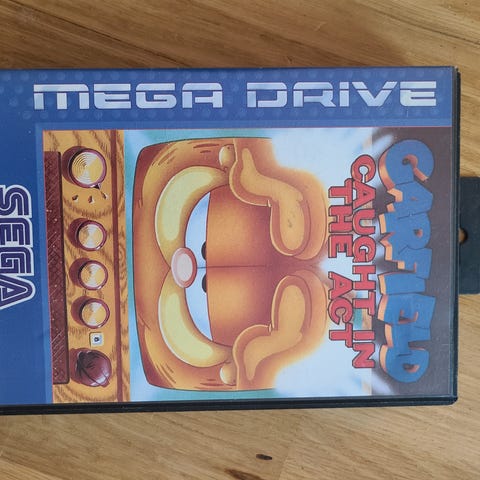 MEGA DRIVE
GARFIELD
CAUGHT IN
THE ACT
SEGA